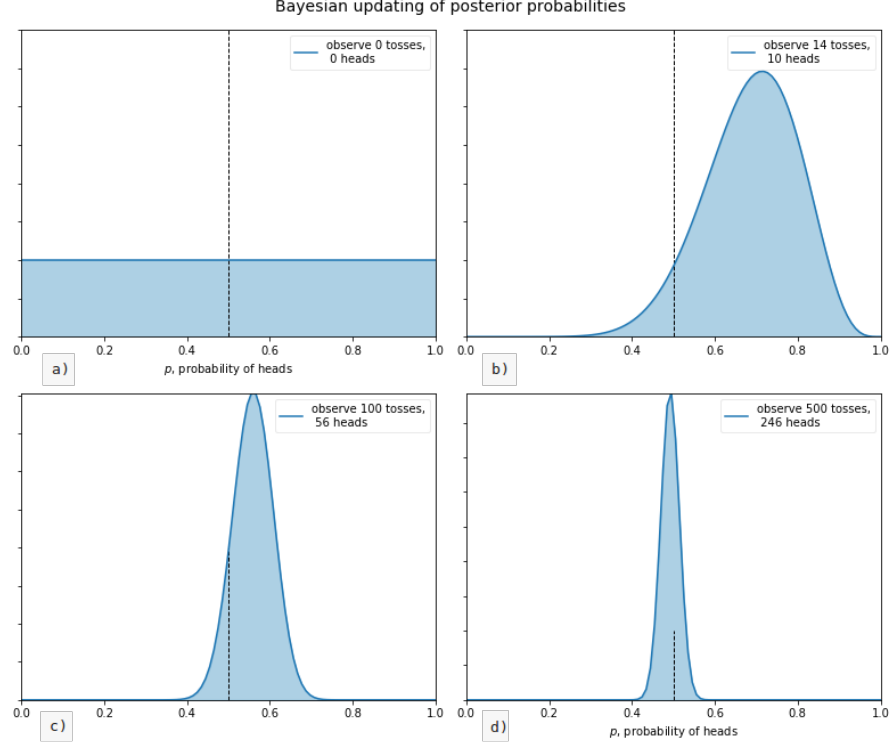 Bayesian updating of posterior probabilities
observe 0 tosses,
0 heads
0.0 0.2 0.4 0.6 0.8 1.0
a)
p, probability of heads
observe 14 tosses,
10 heads
0.0 0.2 0.4 0.6 0.8 1.0
b)
observe 100 tosses,
56 heads
0.0 0.2 0.4 0.6 0.8 1.0
c)
observe 500 tosses,
246 heads
0.0 0.2 0.4 0.6 0.8 1.0
d)
p, probability of heads